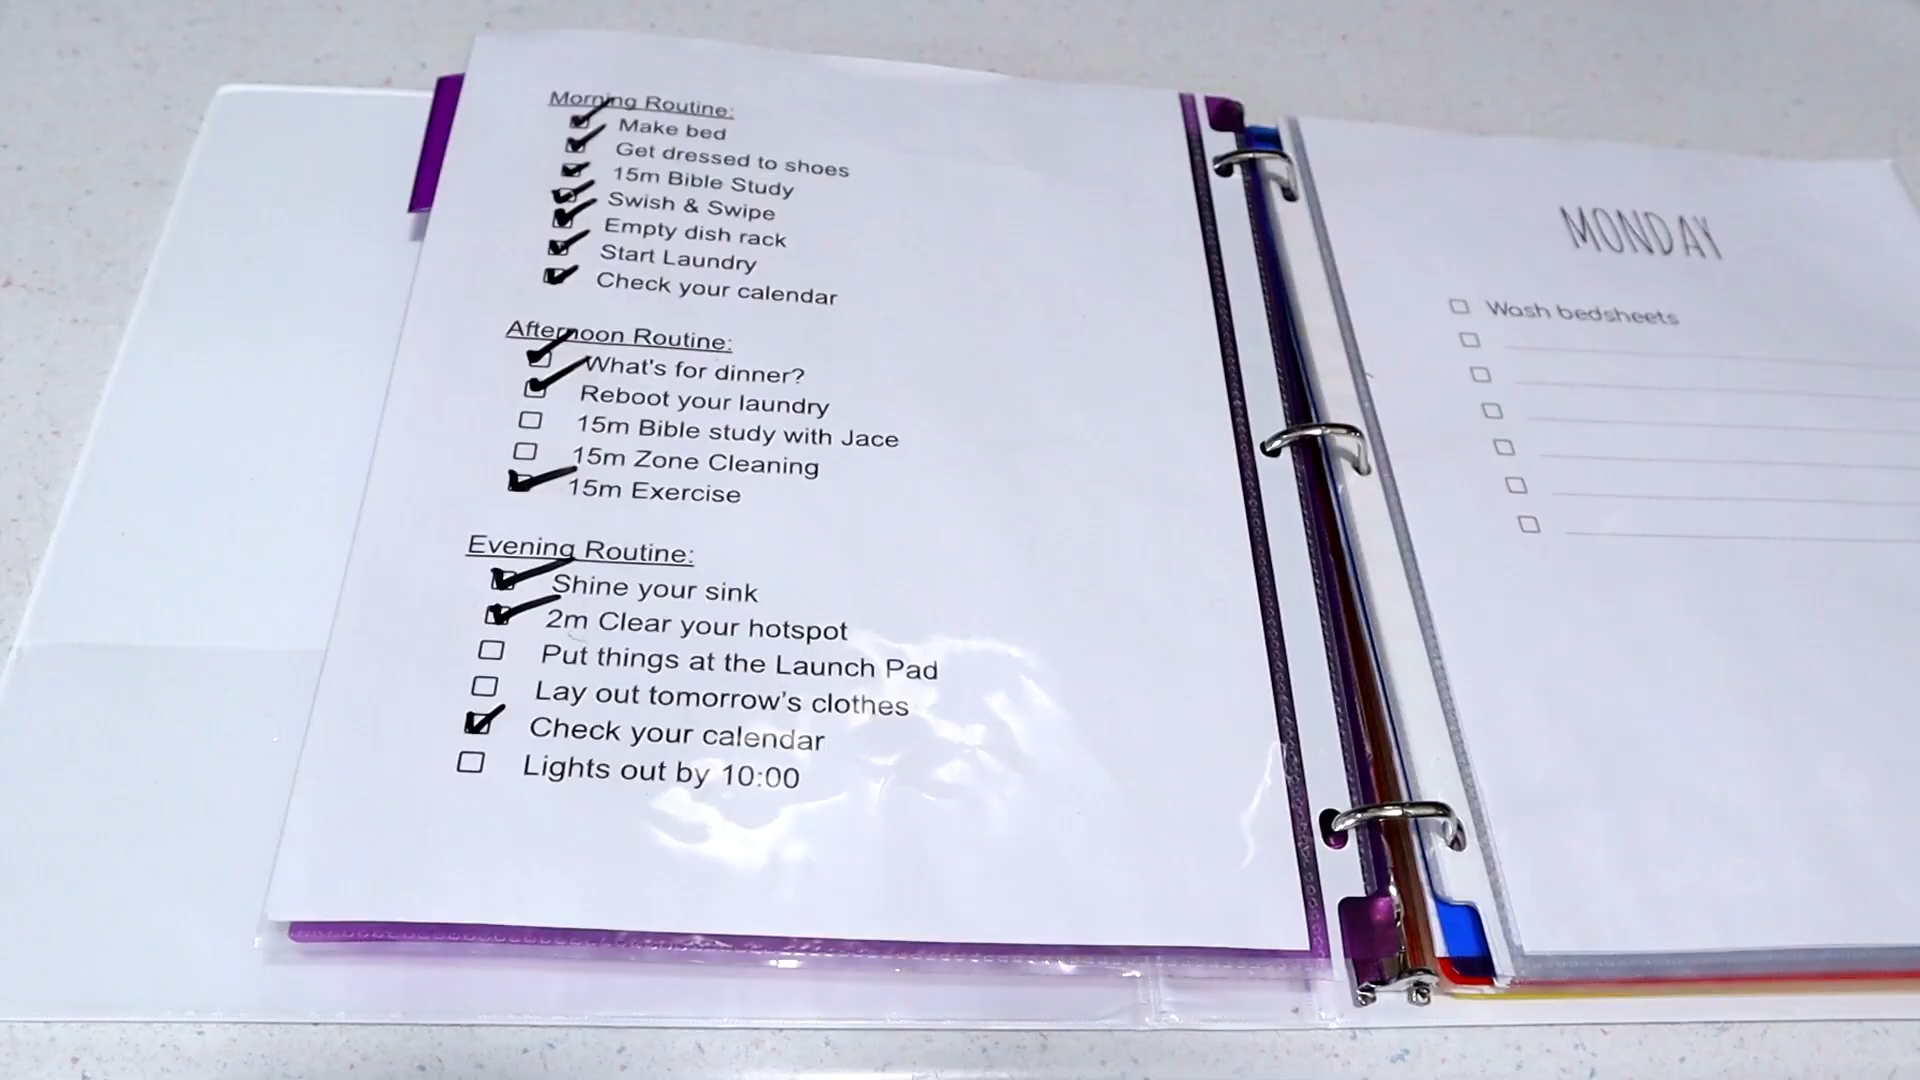 Morning Routine:
Make bed
Get dressed to shoes
15m Bible Study
Swish & Swipe
Empty dish rack
Start Laundry
Check your calendar
Afternoon Routine:
What's for dinner?
Reboot your laundry
15m Bible study with Jace
15m Zone Cleaning
15m Exercise
Evening Routine:
Shine your sink
2m Clear your hotspot
Put things at the Launch Pad
Lay out tomorrow's clothes
Check your calendar
Lights out by 10:00
MONDAY
Wash bedsheets